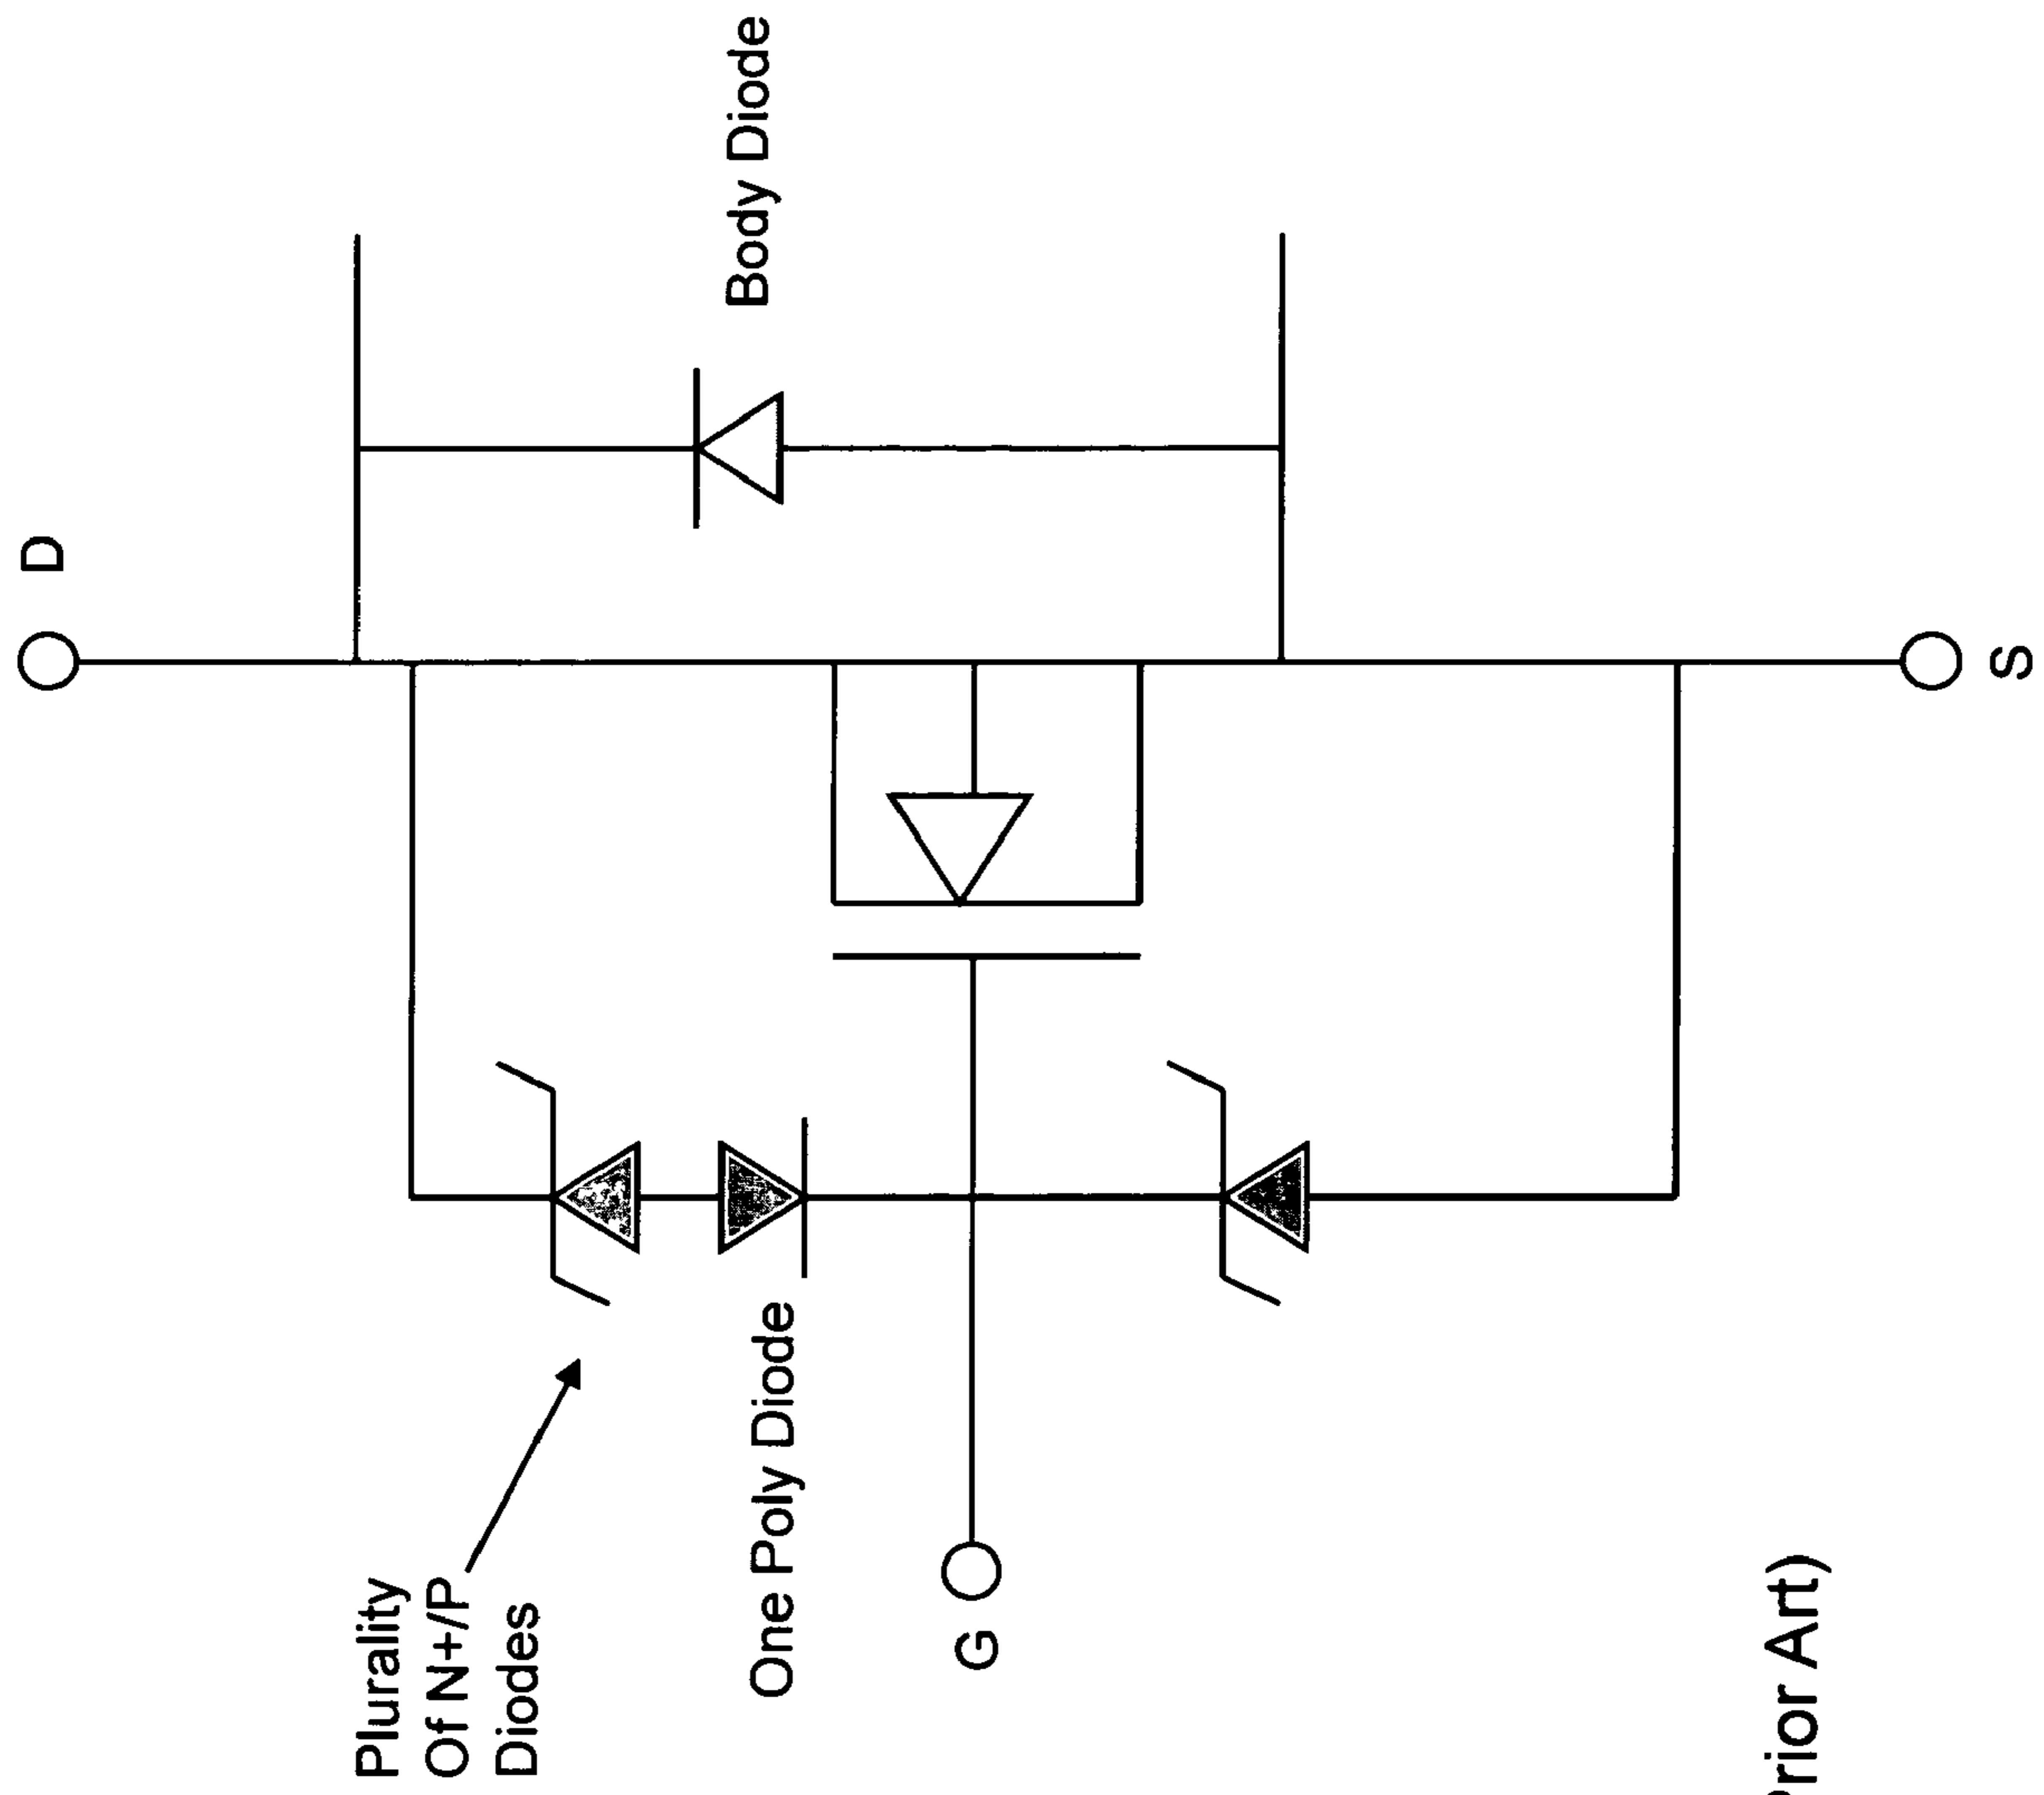 D
Body Diode
Plurality
Of N+/P
Diodes
One Poly Diode
G
S
Prior Art)